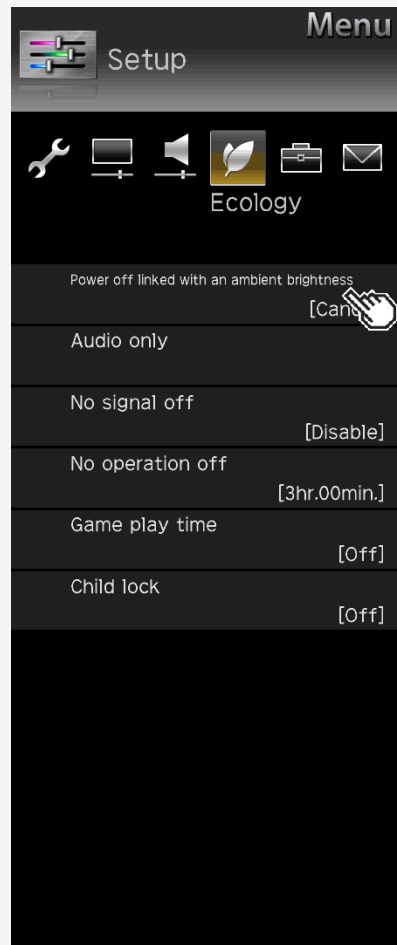 Menu
Setup
Ecology
Power off linked with an ambient brightness
Audio only
No signal off
[Disable]
No operation off
[3hr.00min.]
Game play time
[Off]
Child lock
[Off]